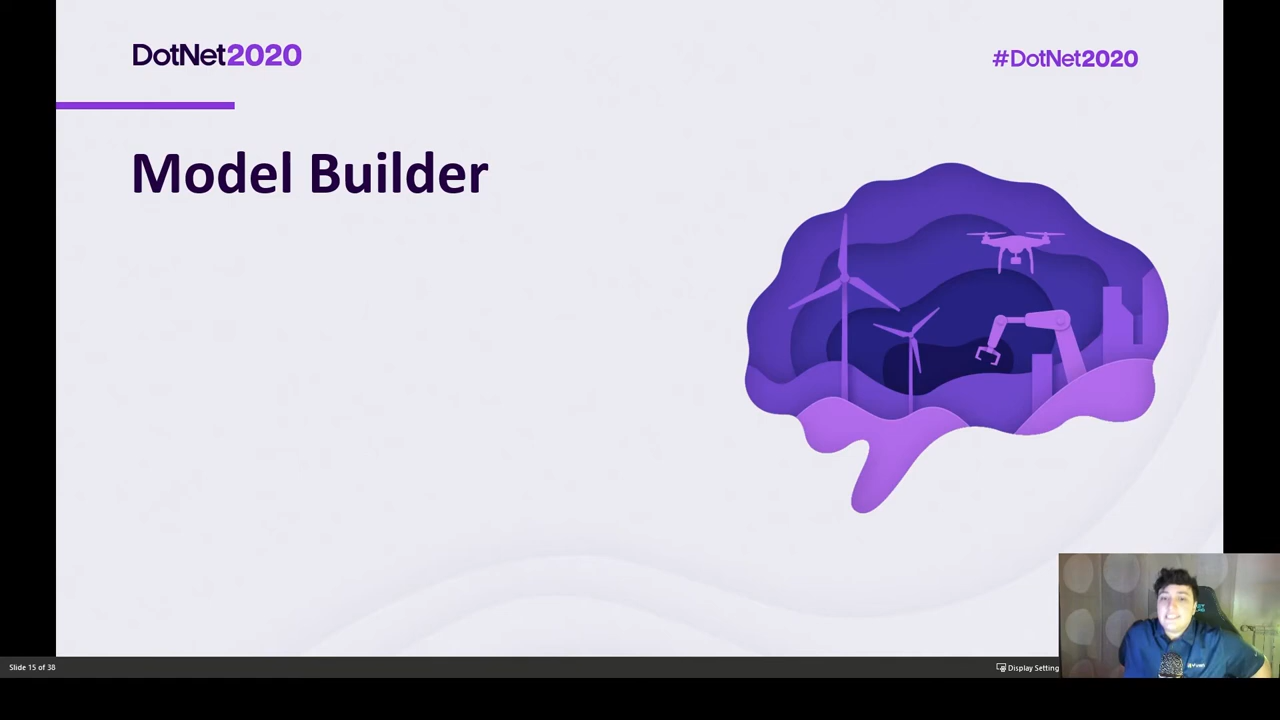 DotNet2020
#DotNet2020
Model Builder
Slide 15 of 38
Display Setting